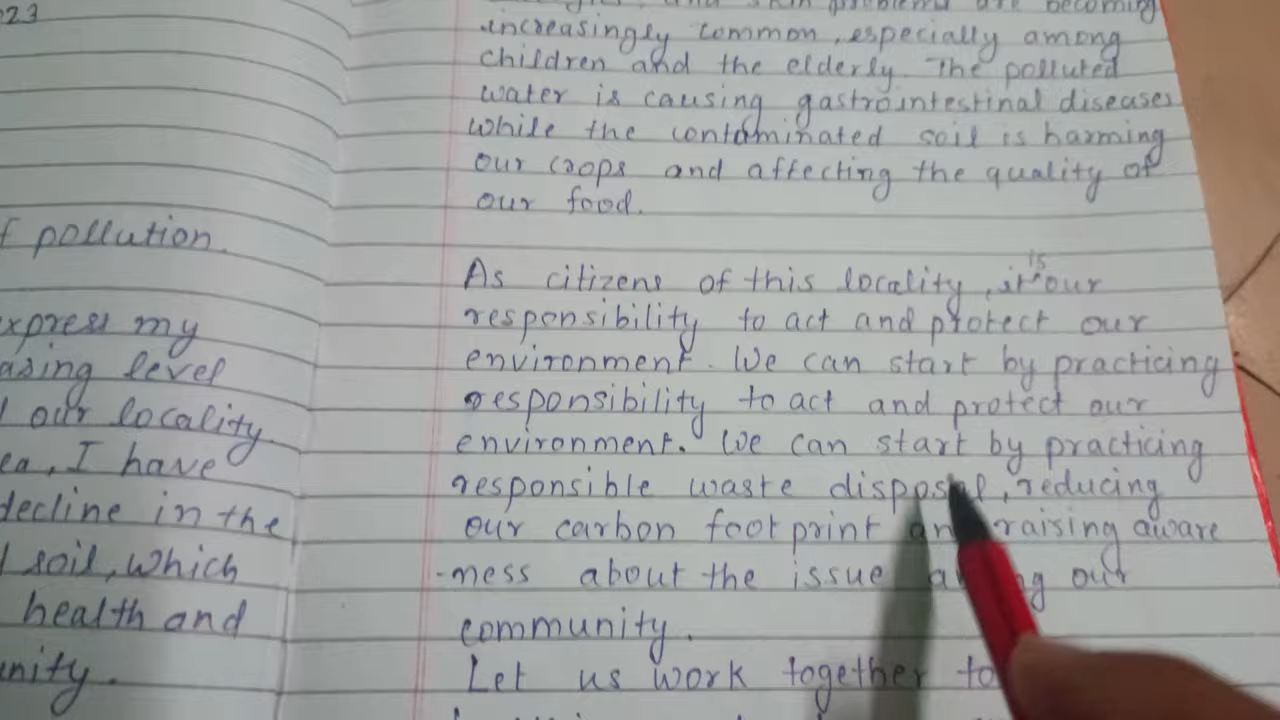 23
f pollution.
xpress my
asing level
our locality
ea, I have
decline in the
soil, which
health and
unity.
skin problems are becoming
increasingly common, especially among
children and the elderly. The polluted
water is causing gastrointestinal diseases
while the contaminated soil is harming
our crops and affecting the quality of
our food.
As citizens of this locality, it is our
responsibility to act and protect our
environment. We can start by practicing
responsibility to act and protect our
environment. We can start by practicing
responsible waste disposal, reducing
our carbon footprint and raising aware
-ness about the issue among our
community.
Let us work together to